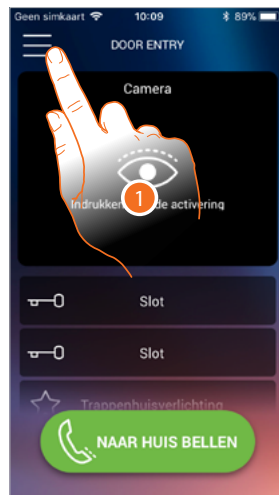 Geen simkaart 10:09 89%
DOOR ENTRY
Camera
Indrukken de activering
1
Slot
Slot
Trappenhuisverlichting
NAAR HUIS BELLEN